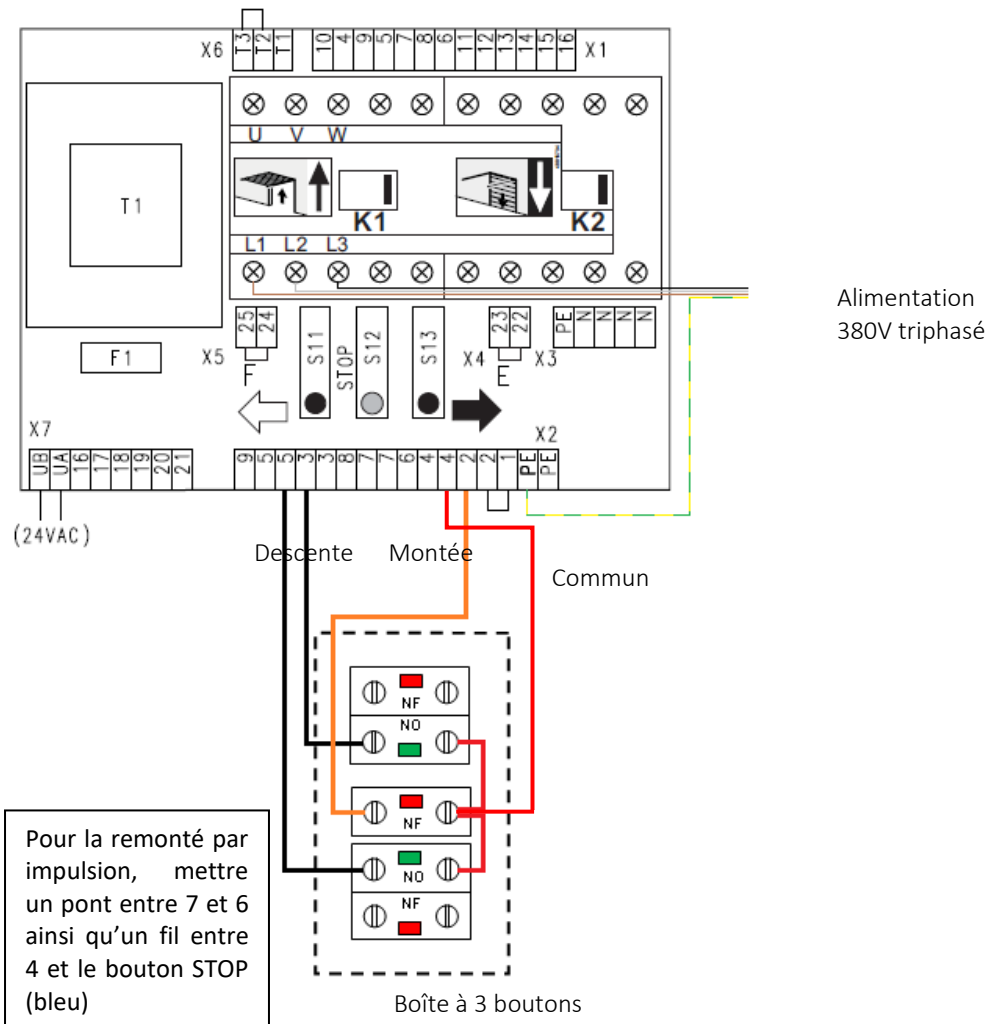 X6
T3
T2
T1
10
4
9
5
7
8
6
11
12
13
14
15
16
X1
T1
U V W
K1
K2
L1 L2 L3
Alimentation
380V triphasé
25
24
X5
F
S11
STOP
S12
S13
X4
23
22
E
X3
PE
N
N
N
N
F1
X7
UB
UA
16
17
18
19
20
21
(24VAC)
X2
9
5
5
3
3
8
7
7
6
4
4
2
2
1
PE
PE
Descente
Montée
Commun
NF
NO
NF
NO
NF
Pour la remonté par
impulsion, mettre
un pont entre 7 et 6
ainsi qu'un fil entre
4 et le bouton STOP
(bleu)
Boîte à 3 boutons